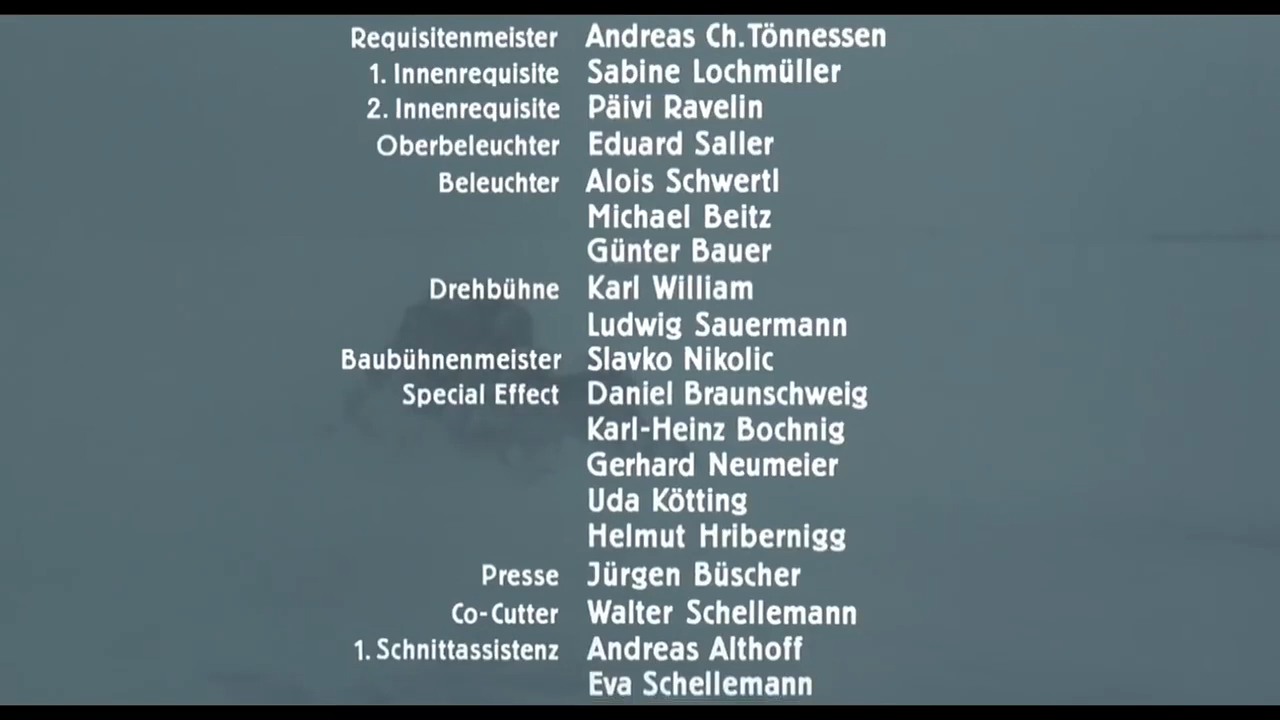 Requisitenmeister Andreas Ch.Tönnessen
1. Innenrequisite Sabine Lochmüller
2. Innenrequisite Päivi Ravelin
Oberbeleuchter Eduard Saller
Beleuchter Alois Schwertl
Michael Beitz
Günter Bauer
Drehbühne Karl William
Ludwig Sauermann
Baubühnenmeister Slavko Nikolic
Special Effect Daniel Braunschweig
Karl-Heinz Bochnig
Gerhard Neumeier
Uda Kötting
Helmut Hribernigg
Presse Jürgen Büscher
Co-Cutter Walter Schellemann
1. Schnittassistenz Andreas Althoff
Eva Schellemann